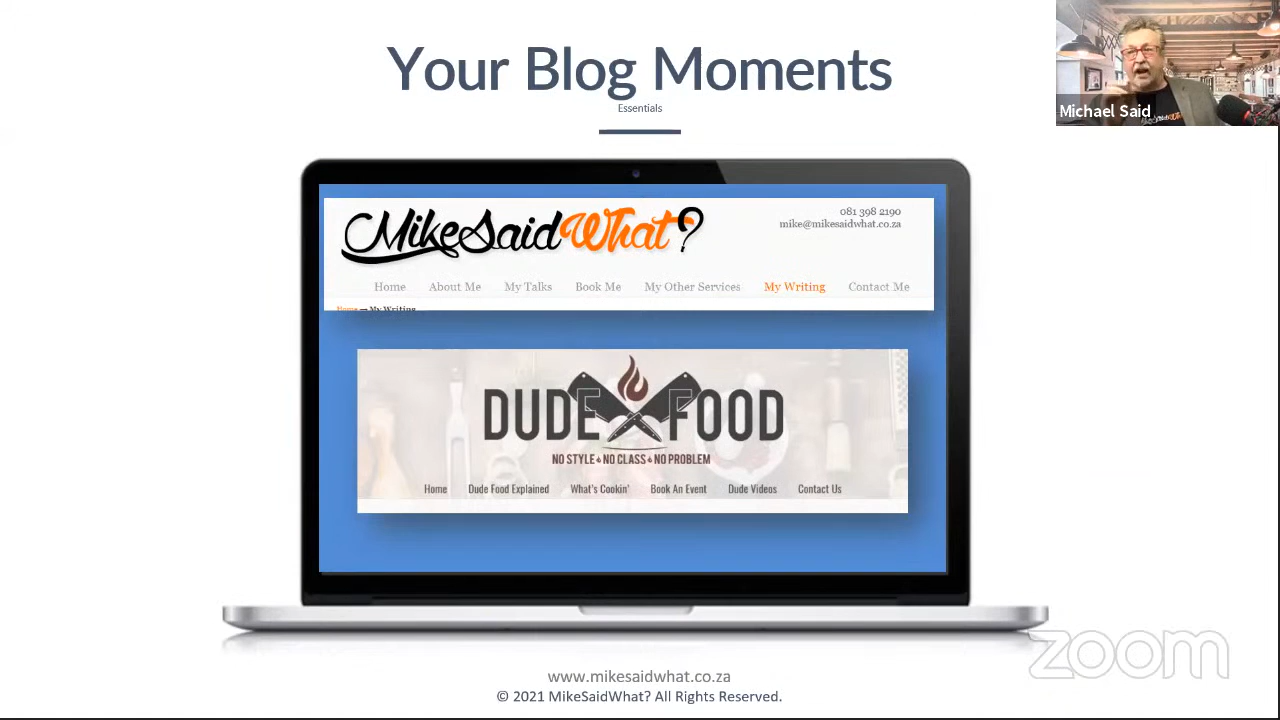 Your Blog Moments
Essentials
Michael Said
MikeSaidWhat?
081 398 2190
mike@mikesaidwhat.co.za
Home About Me My Talks Book Me My Other Services My Writing Contact Me
Home → My Writing
DUDE FOOD
NO STYLE NO CLASS NO PROBLEM
Home Dude Food Explained What's Cookin' Book An Event Dude Videos Contact Us
zoom
www.mikesaidwhat.co.za
© 2021 MikeSaidWhat? All Rights Reserved.